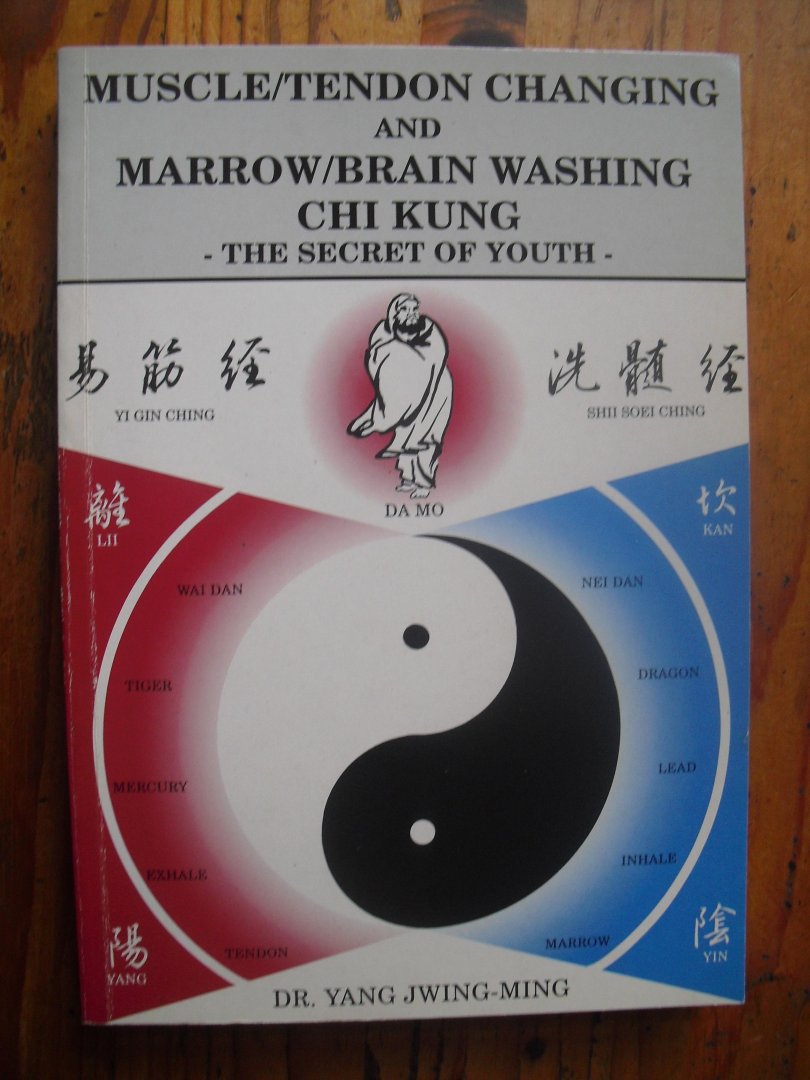 MUSCLE/TENDON CHANGING
AND
MARROW/BRAIN WASHING
CHI KUNG
- THE SECRET OF YOUTH -
易筋経
YI GIN CHING
洗髓経
SHII SOEI CHING
DA MO
離
LII
坎
KAN
WAI DAN
NEI DAN
TIGER
DRAGON
MERCURY
LEAD
EXHALE
INHALE
陽
YANG
陰
YIN
TENDON
MARROW
DR. YANG JWING-MING